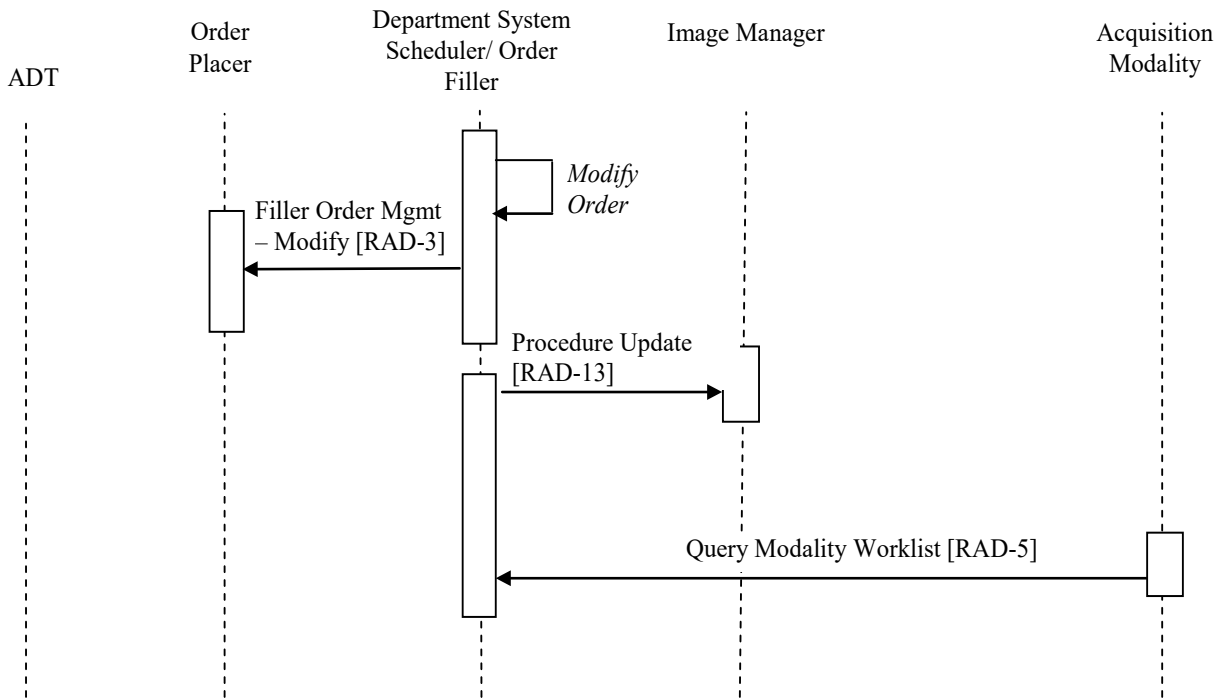 ADT
Order
Placer
Department System
Scheduler/ Order
Filler
Image Manager
Acquisition
Modality
Modify
Order
Filler Order Mgmt
– Modify [RAD-3]
Procedure Update
[RAD-13]
Query Modality Worklist [RAD-5]